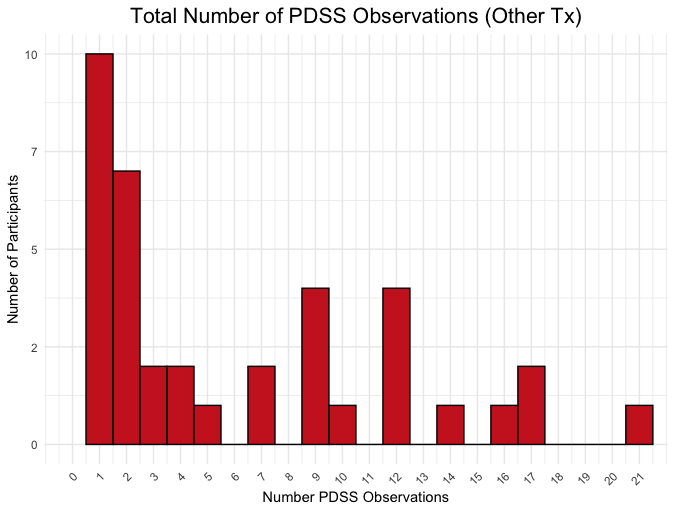 Total Number of PDSS Observations (Other Tx)
Number of Participants
10
7
5
2
0
0 1 2 3 4 5 6 7 8 9 10 11 12 13 14 15 16 17 18 19 20 21
Number PDSS Observations